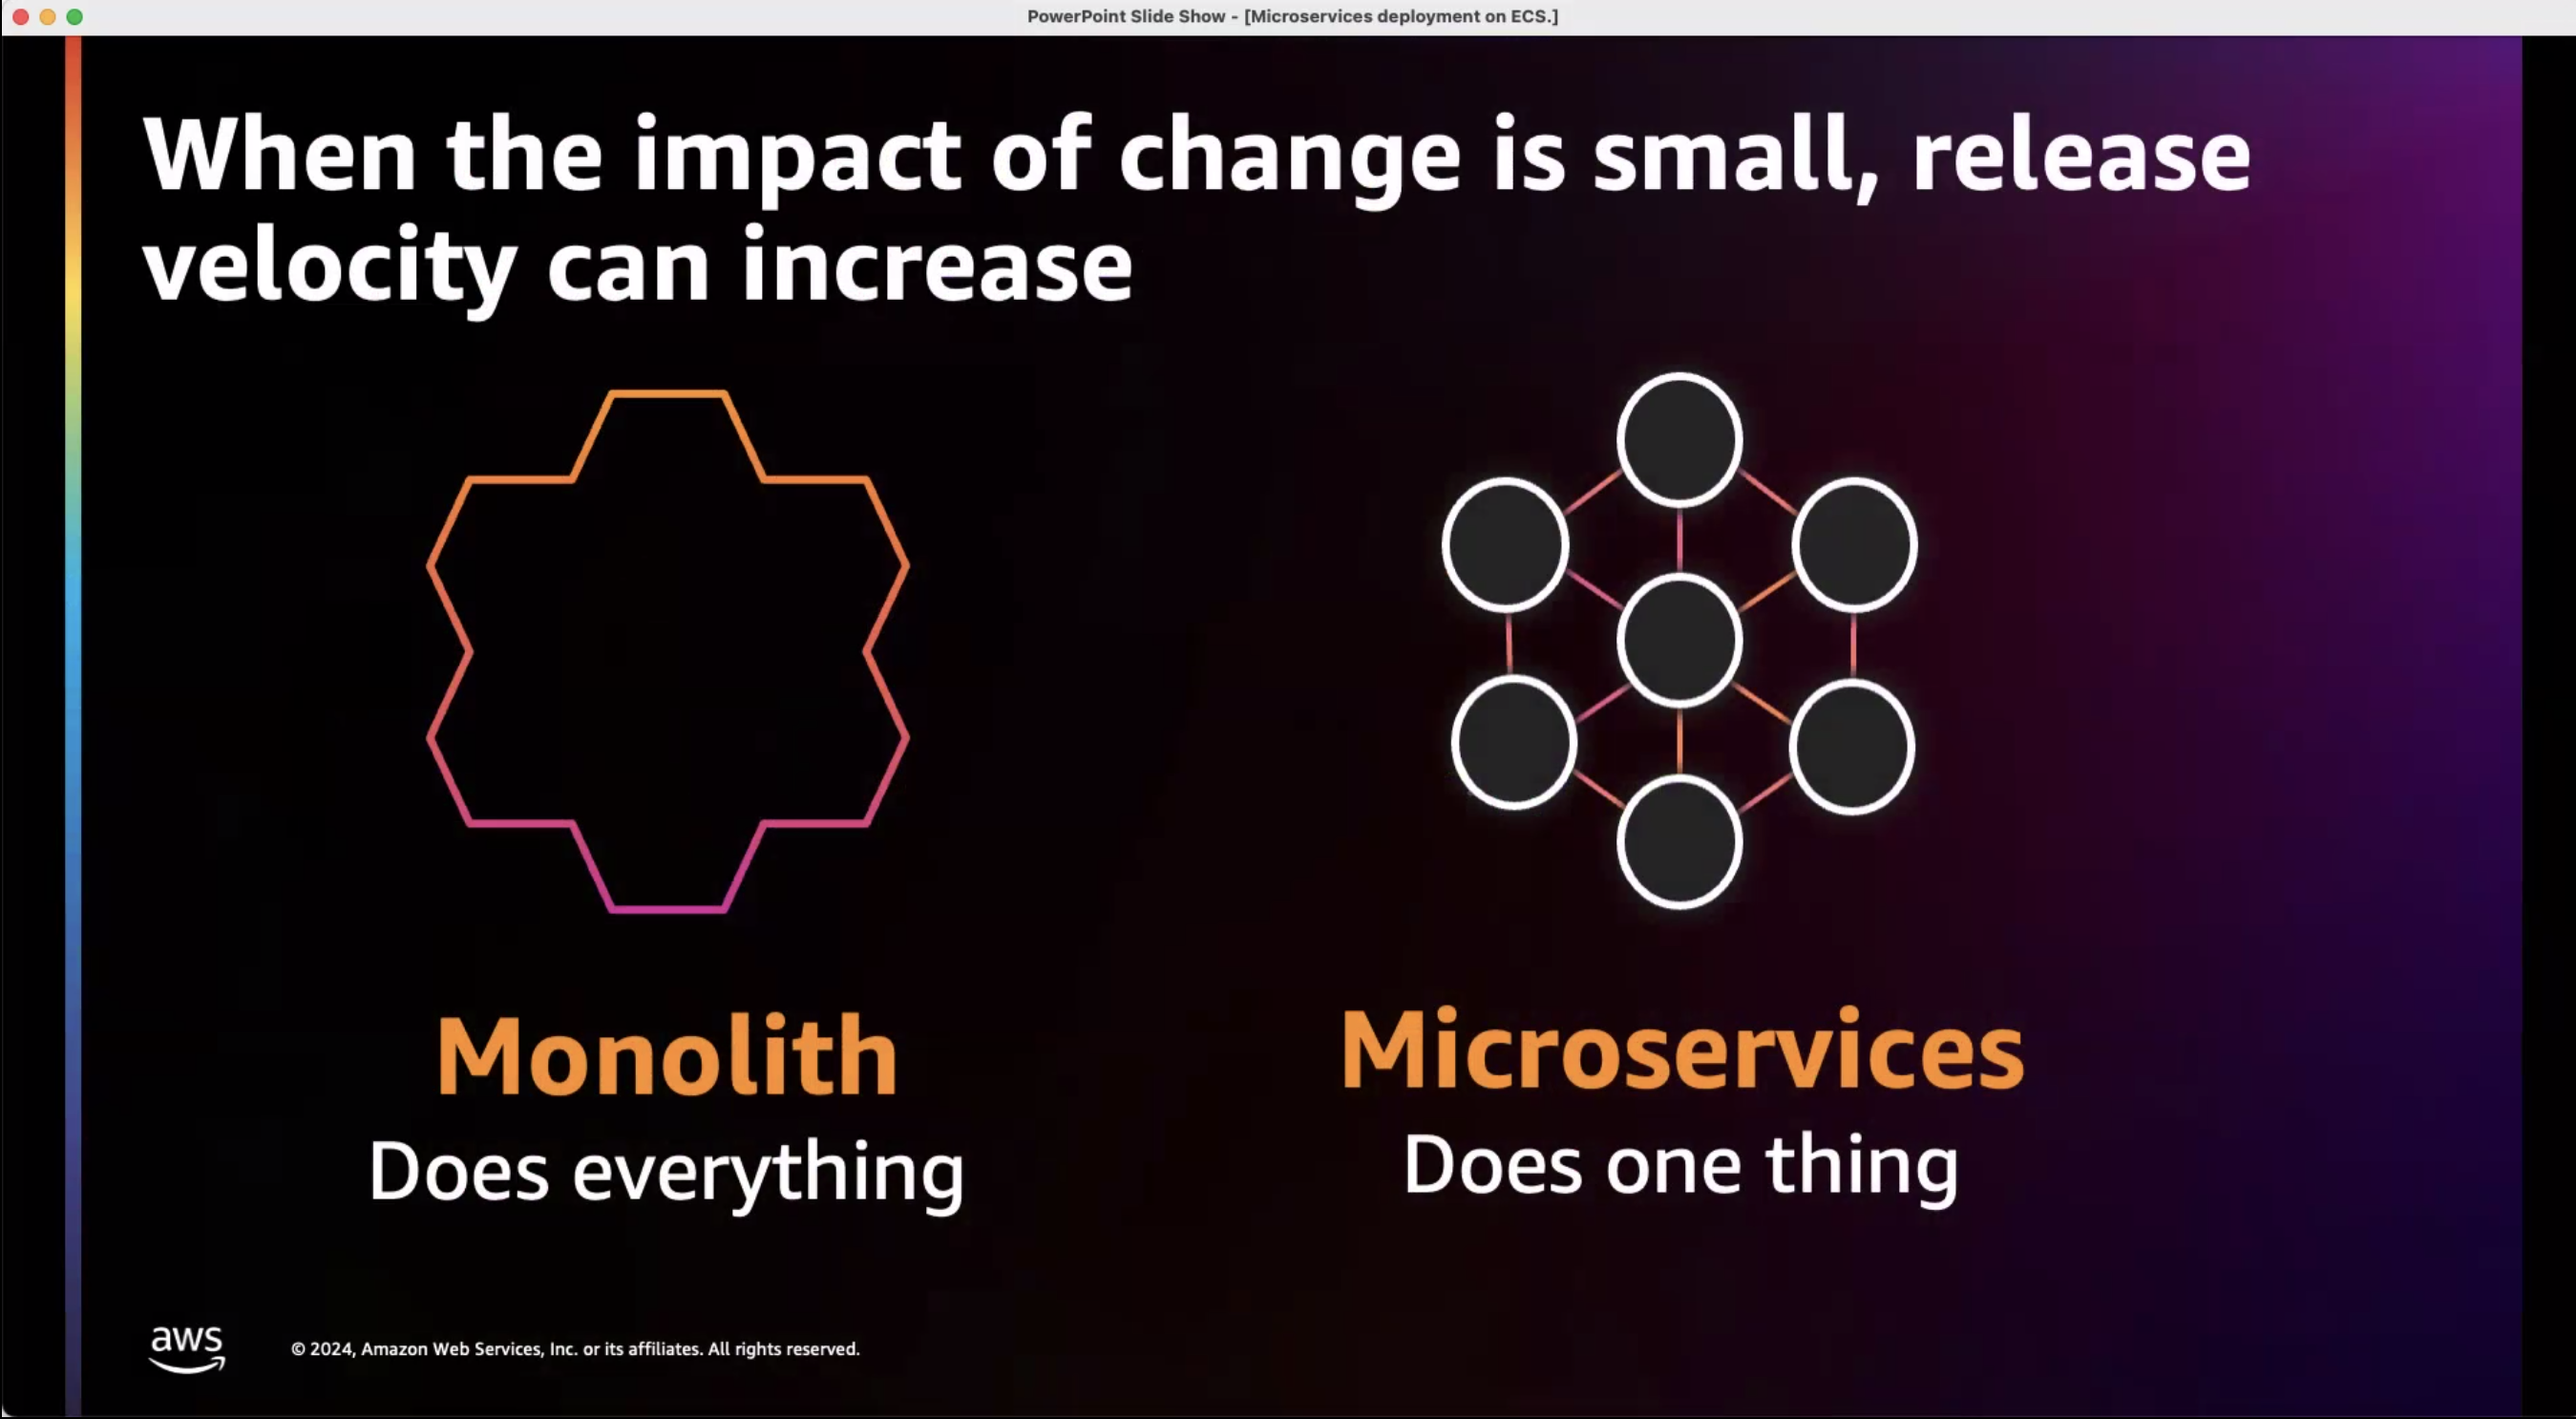 PowerPoint Slide Show - [Microservices deployment on ECS.]
When the impact of change is small, release
velocity can increase
Monolith
Does everything
Microservices
Does one thing
aws
© 2024, Amazon Web Services, Inc. or its affiliates. All rights reserved.